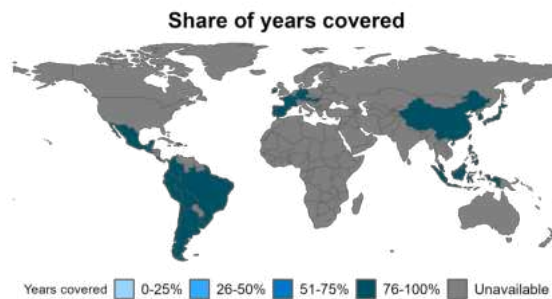 Share of years covered
Years covered 0-25% 26-50% 51-75% 76-100% Unavailable